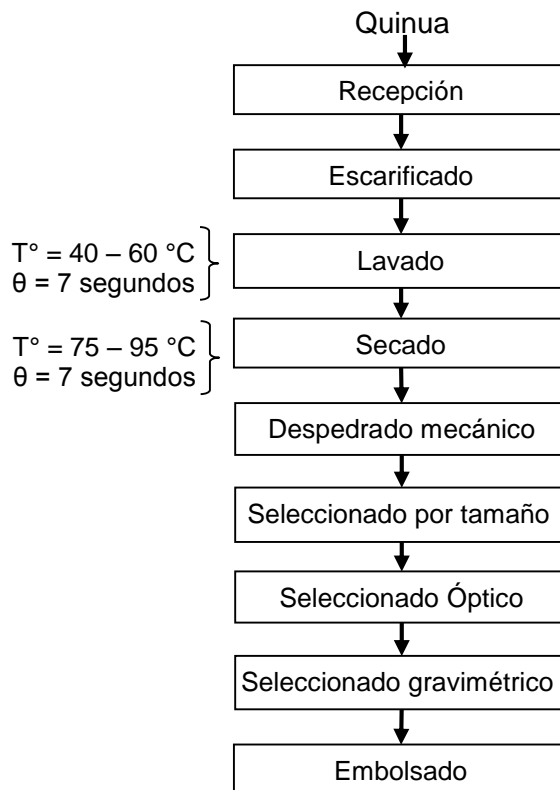 Quinua
Recepción
Escarificado
T° = 40 – 60 °C
θ = 7 segundos
Lavado
T° = 75 – 95 °C
θ = 7 segundos
Secado
Despedrado mecánico
Seleccionado por tamaño
Seleccionado Óptico
Seleccionado gravimétrico
Embolsado